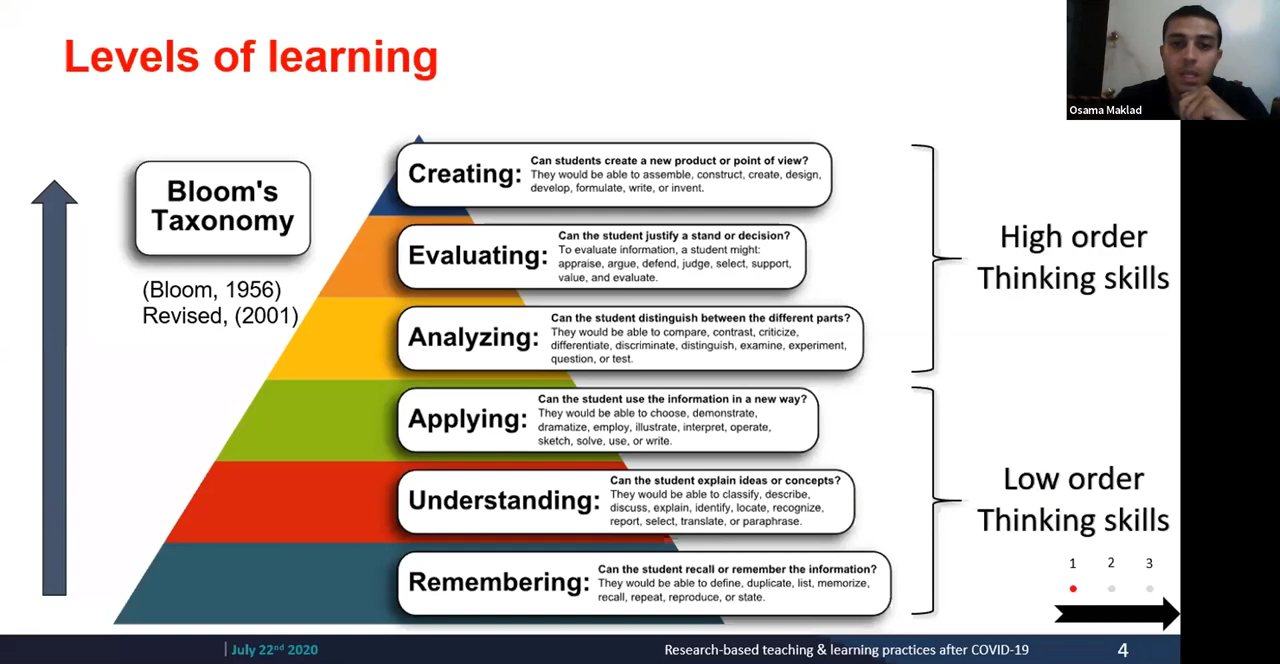 Levels of learning
Osama Maklad
Bloom's
Taxonomy
(Bloom, 1956)
Revised, (2001)
Creating:
Can students create a new product or point of view?
They would be able to assemble, construct, create, design,
develop, formulate, write, or invent.
Evaluating:
Can the student justify a stand or decision?
To evaluate information, a student might:
appraise, argue, defend, judge, select, support,
value, and evaluate.
Analyzing:
Can the student distinguish between the different parts?
They would be able to compare, contrast, criticize,
differentiate, discriminate, distinguish, examine, experiment,
question, or test.
High order
Thinking skills
Applying:
Can the student use the information in a new way?
They would be able to choose, demonstrate,
dramatize, employ, illustrate, interpret, operate,
sketch, solve, use, or write.
Understanding:
Can the student explain ideas or concepts?
They would be able to classify, describe,
discuss, explain, identify, locate, recognize,
report, select, translate, or paraphrase.
Remembering:
Can the student recall or remember the information?
They would be able to define, duplicate, list, memorize,
recall, repeat, reproduce, or state.
Low order
Thinking skills
1 2 3
July 22nd 2020
Research-based teaching & learning practices after COVID-19
4